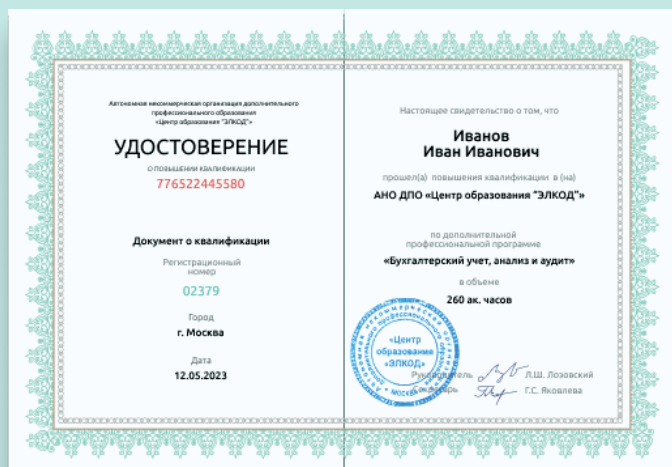 Автономная некоммерческая организация дополнительного
профессионального образования
«Центр образования "ЭЛКОД"»
УДОСТОВЕРЕНИЕ
О ПОВЫШЕНИИ КВАЛИФИКАЦИИ
776522445580
Документ о квалификации
Регистрационный
номер
02379
Город
г. Москва
Дата
12.05.2023
Настоящее свидетельство о том, что
Иванов
Иван Иванович
прошел(а) повышения квалификации в (на)
АНО ДПО «Центр образования "ЭЛКОД"»
по дополнительной
профессиональной программе
«Бухгалтерский учет, анализ и аудит»
в объеме
260 ак. часов
«Центр
образования
«ЭЛКОД»
МОСКВА
Руководитель Л.Ш. Лозовский
Секретарь Г.С. Яковлева